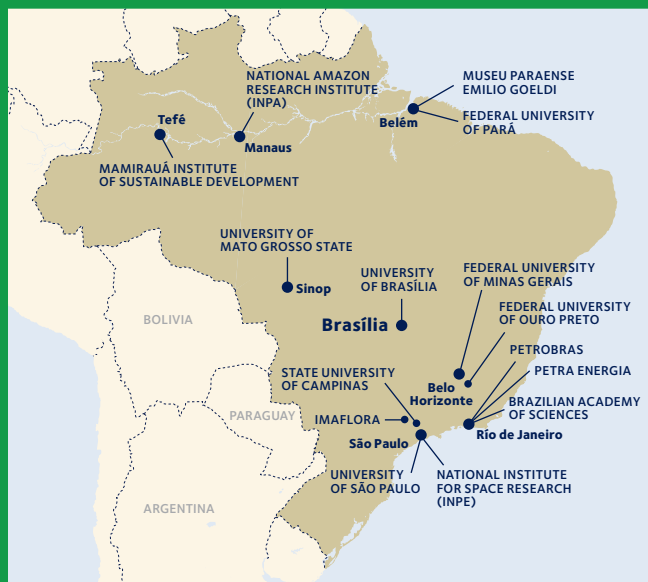 NATIONAL AMAZON
RESEARCH INSTITUTE
(INPA)
MUSEU PARAENSE
EMILIO GOELDI
FEDERAL UNIVERSITY
OF PARÁ
Tefé
Belém
Manaus
MAMIRAUÁ INSTITUTE
OF SUSTAINABLE DEVELOPMENT
UNIVERSITY OF
MATO GROSSO STATE
Sinop
UNIVERSITY
OF BRASÍLIA
FEDERAL UNIVERSITY
OF MINAS GERAIS
FEDERAL UNIVERSITY
OF OURO PRETO
BOLIVIA
Brasília
PETROBRAS
PETRA ENERGIA
STATE UNIVERSITY
OF CAMPINAS
Belo
Horizonte
BRAZILIAN ACADEMY
OF SCIENCES
PARAGUAY
IMAFLORA
São Paulo
Río de Janeiro
UNIVERSITY
OF SÃO PAULO
NATIONAL INSTITUTE
FOR SPACE RESEARCH
(INPE)
ARGENTINA